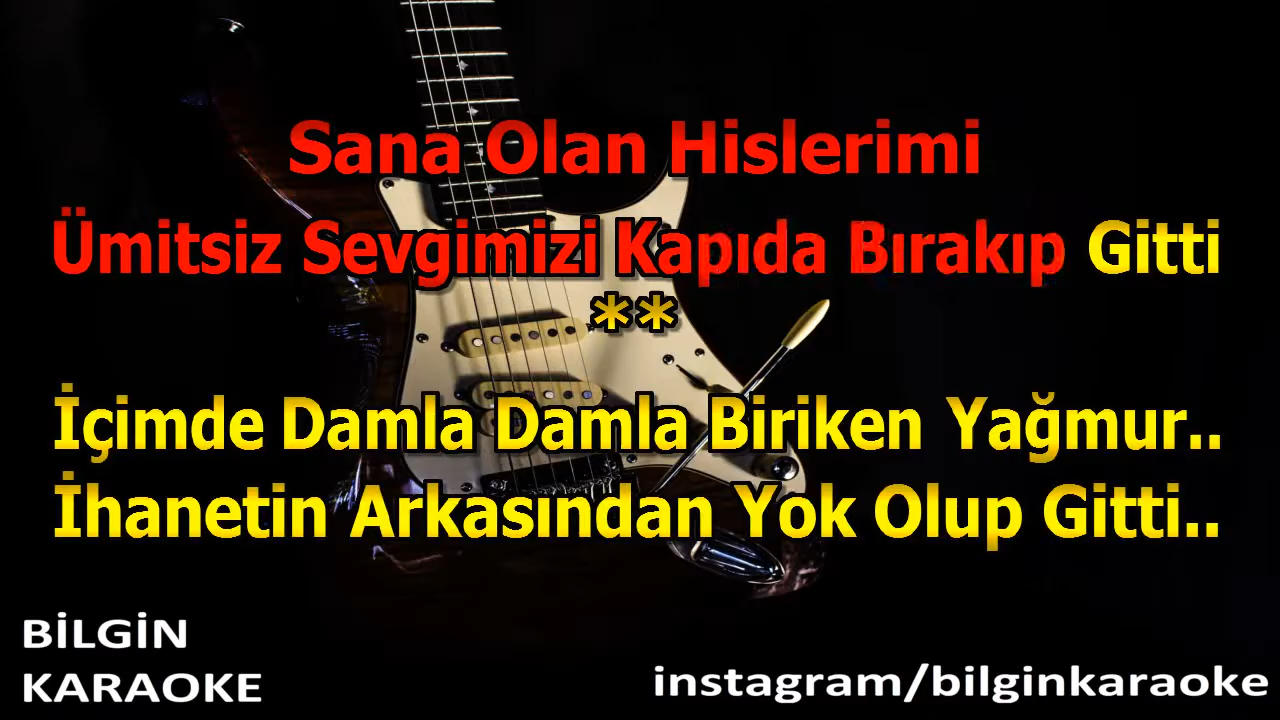 Sana Olan Hislerimi
Ümitsiz Sevgimizi Kapıda Bırakıp Gitti
**
İçimde Damla Damla Biriken Yağmur..
İhanetin Arkasından Yok Olup Gitti..
BİLGİN
KARAOKE
instagram/bilginkaraoke